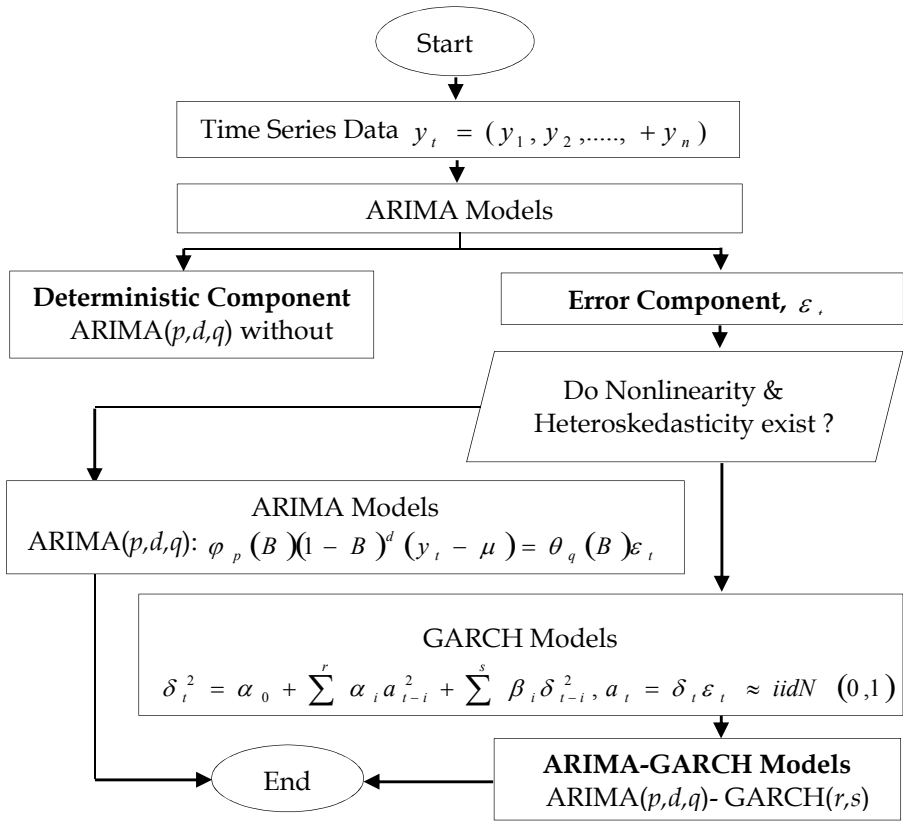 Start
Time Series Data y_t = (y_1, y_2, ....., + y_n)
ARIMA Models
Deterministic Component
ARIMA(p,d,q) without
Error Component, ε_t
Do Nonlinearity &
Heteroskedasticity exist ?
ARIMA Models
ARIMA(p,d,q): φ_p (B)(1 − B)^d (y_t − μ) = θ_q (B)ε_t
GARCH Models
δ_t^2 = α_0 + ∑^r α_i a_{t−i}^2 + ∑^s β_i δ_{t−i}^2, a_t = δ_t ε_t ≈ iidN (0,1)
ARIMA-GARCH Models
ARIMA(p,d,q)- GARCH(r,s)
End